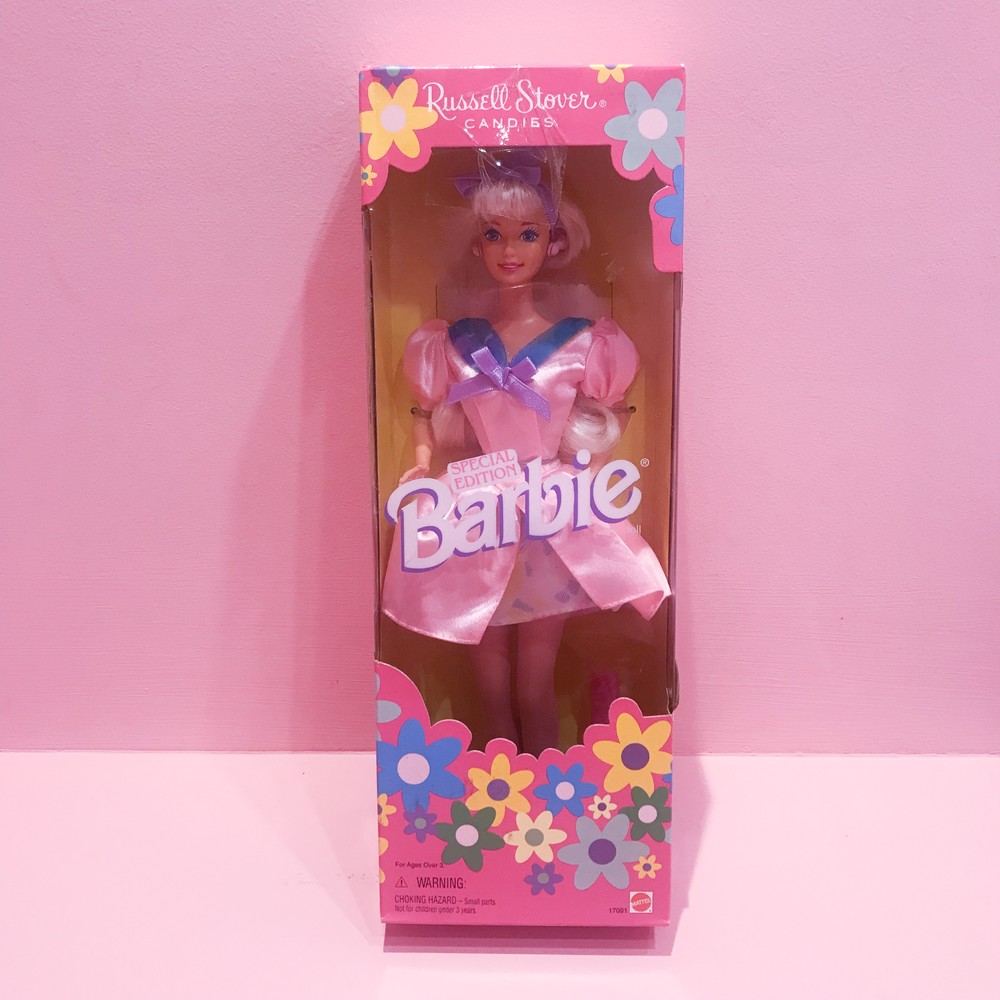 Russell Stover®
CANDIES
SPECIAL
EDITION
Barbie®
For Ages Over 3.
⚠ WARNING:
CHOKING HAZARD – Small parts.
Not for children under 3 years.
17091
MATTEL